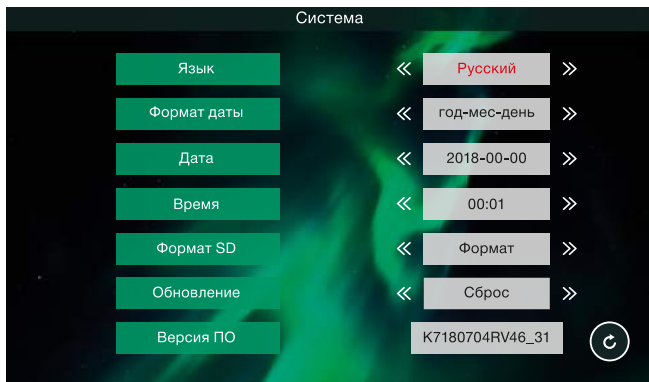 Система
Язык Русский
Формат даты год-мес-день
Дата 2018-00-00
Время 00:01
Формат SD Формат
Обновление Сброс
Версия ПО K7180704RV46_31